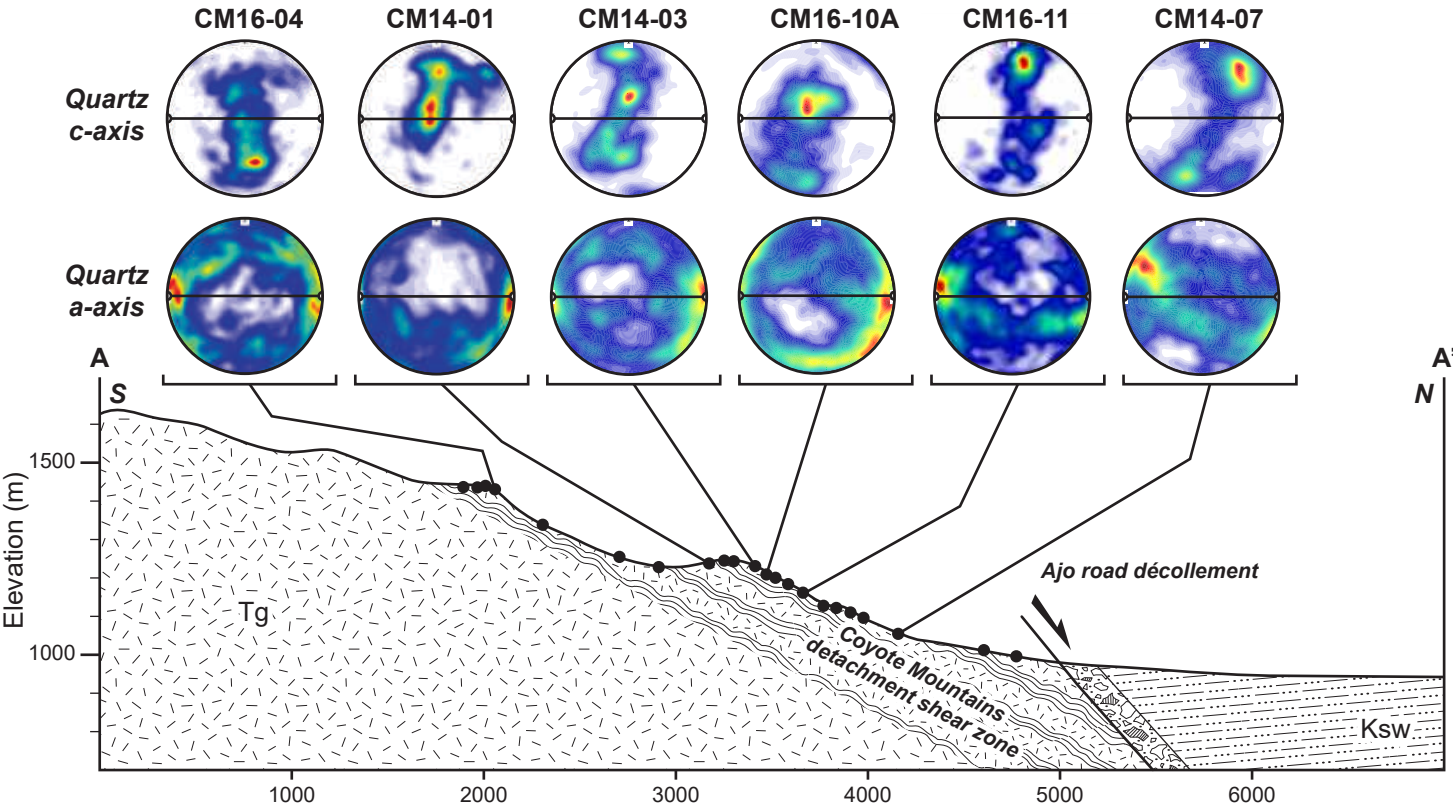 CM16-04 CM14-01 CM14-03 CM16-10A CM16-11 CM14-07
Quartz
c-axis
Quartz
a-axis
A A'
S N
1500
Elevation (m)
Ajo road décollement
Tg
1000
Coyote Mountains
detachment shear zone
Ksw
1000 2000 3000 4000 5000 6000